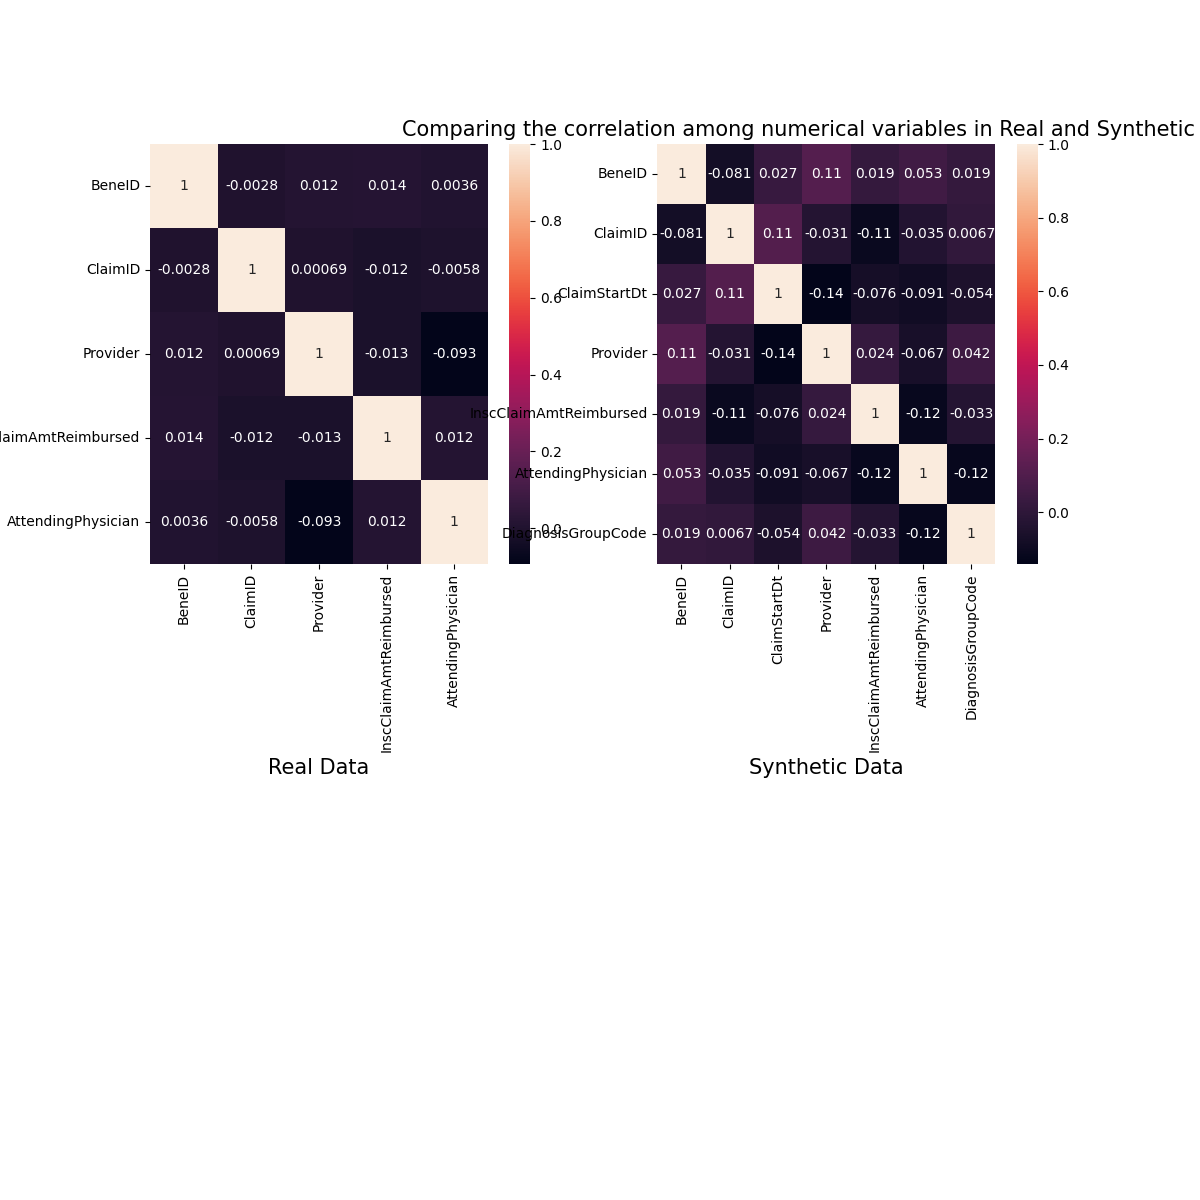 Comparing the correlation among numerical variables in Real and Synthetic
BeneID 1 -0.0028 0.012 0.014 0.0036
ClaimID -0.0028 1 0.00069 -0.012 -0.0058
Provider 0.012 0.00069 1 -0.013 -0.093
laimAmtReimbursed 0.014 -0.012 -0.013 1 0.012
AttendingPhysician 0.0036 -0.0058 -0.093 0.012 1
BeneID
ClaimID
Provider
InscClaimAmtReimbursed
AttendingPhysician
1.0
0.8
0.6
0.4
0.2
0.0
Real Data
BeneID 1 -0.081 0.027 0.11 0.019 0.053 0.019
ClaimID -0.081 1 0.11 -0.031 -0.11 -0.035 0.0067
ClaimStartDt 0.027 0.11 1 -0.14 -0.076 -0.091 -0.054
Provider 0.11 -0.031 -0.14 1 0.024 -0.067 0.042
InscClaimAmtReimbursed 0.019 -0.11 -0.076 0.024 1 -0.12 -0.033
AttendingPhysician 0.053 -0.035 -0.091 -0.067 -0.12 1 -0.12
DiagnosisGroupCode 0.019 0.0067 -0.054 0.042 -0.033 -0.12 1
BeneID
ClaimID
ClaimStartDt
Provider
InscClaimAmtReimbursed
AttendingPhysician
DiagnosisGroupCode
1.0
0.8
0.6
0.4
0.2
0.0
Synthetic Data